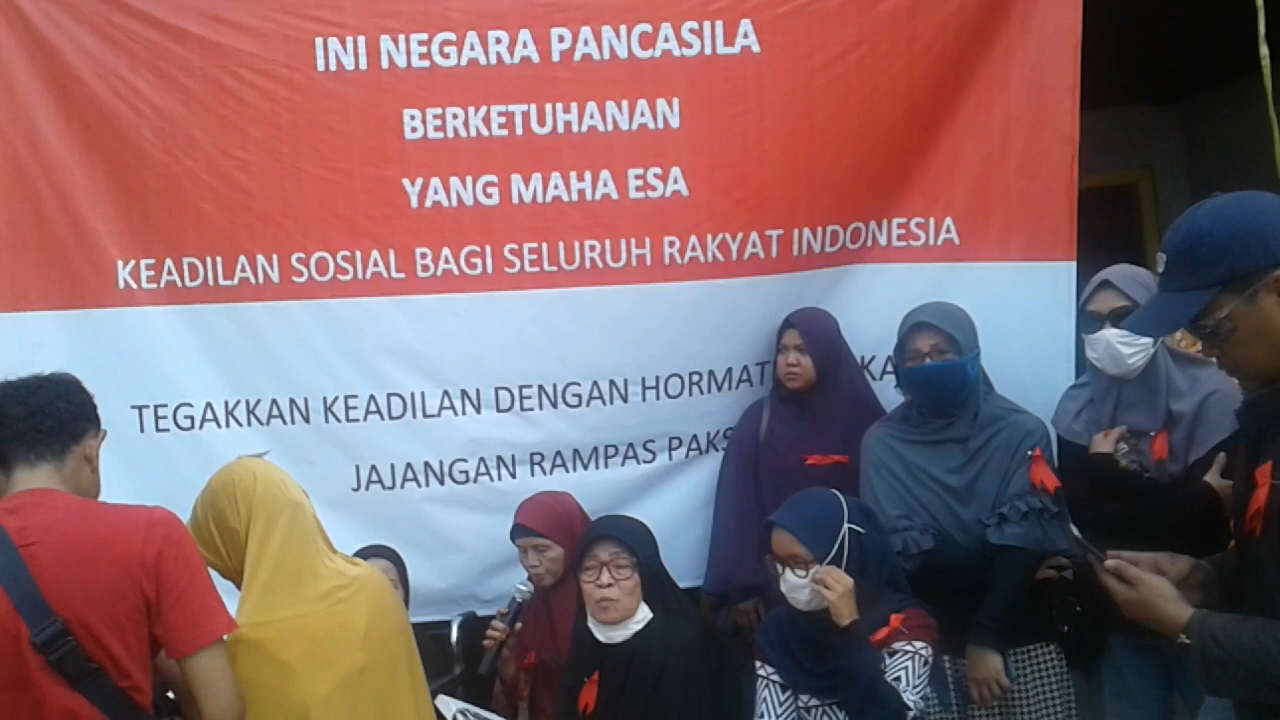 INI NEGARA PANCASILA
BERKETUHANAN
YANG MAHA ESA
KEADILAN SOSIAL BAGI SELURUH RAKYAT INDONESIA
TEGAKKAN KEADILAN DENGAN HORMAT
JAJANGAN RAMPAS